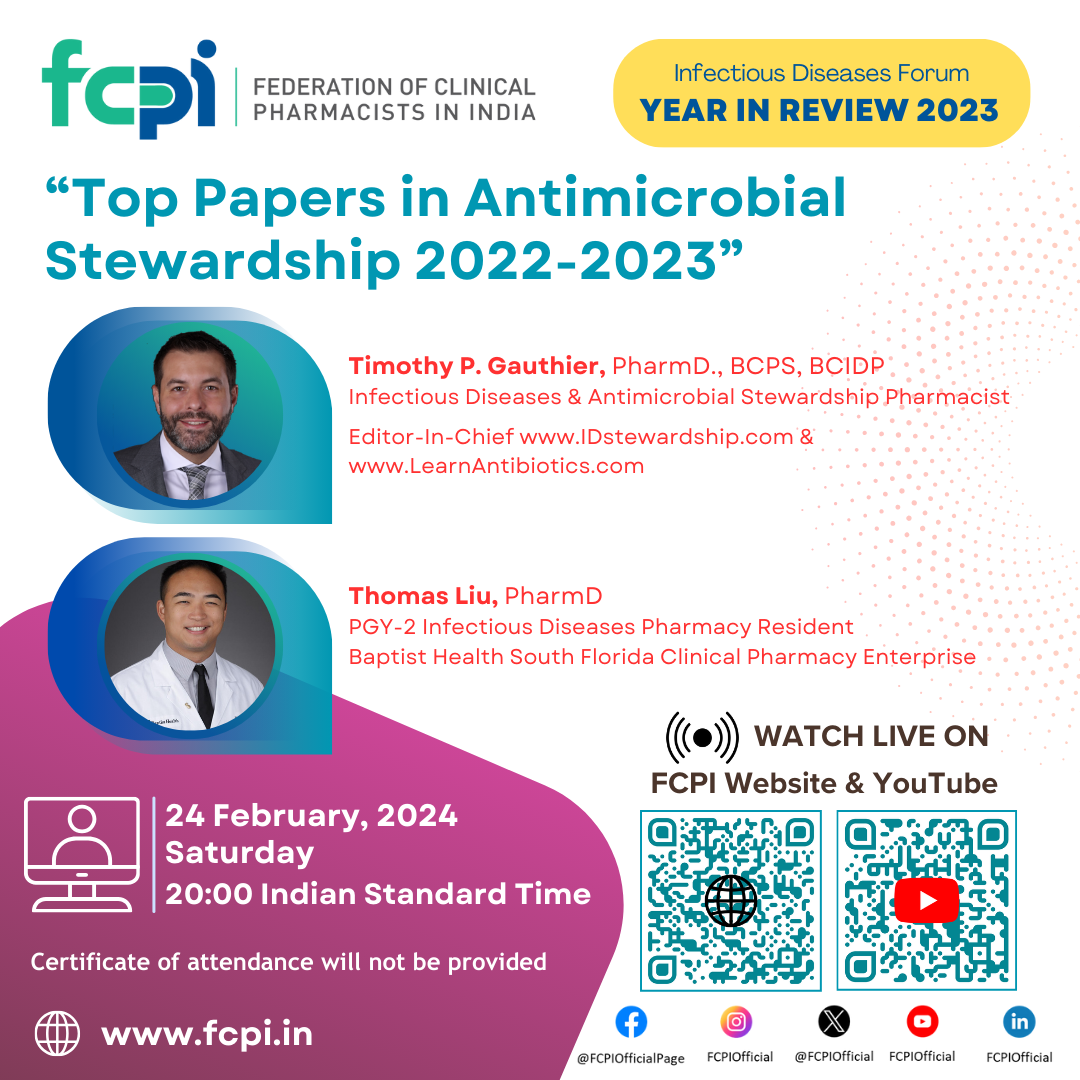 fcpi
FEDERATION OF CLINICAL
PHARMACISTS IN INDIA
Infectious Diseases Forum
YEAR IN REVIEW 2023
“Top Papers in Antimicrobial
Stewardship 2022-2023”
Timothy P. Gauthier, PharmD., BCPS, BCIDP
Infectious Diseases & Antimicrobial Stewardship Pharmacist
Editor-In-Chief www.IDstewardship.com &
www.LearnAntibiotics.com
Thomas Liu, PharmD
PGY-2 Infectious Diseases Pharmacy Resident
Baptist Health South Florida Clinical Pharmacy Enterprise
WATCH LIVE ON
FCPI Website & YouTube
24 February, 2024
Saturday
20:00 Indian Standard Time
Certificate of attendance will not be provided
www.fcpi.in
@FCPIOfficialPage
FCPIOfficial
@FCPIOfficial
FCPIOfficial
FCPIOfficial